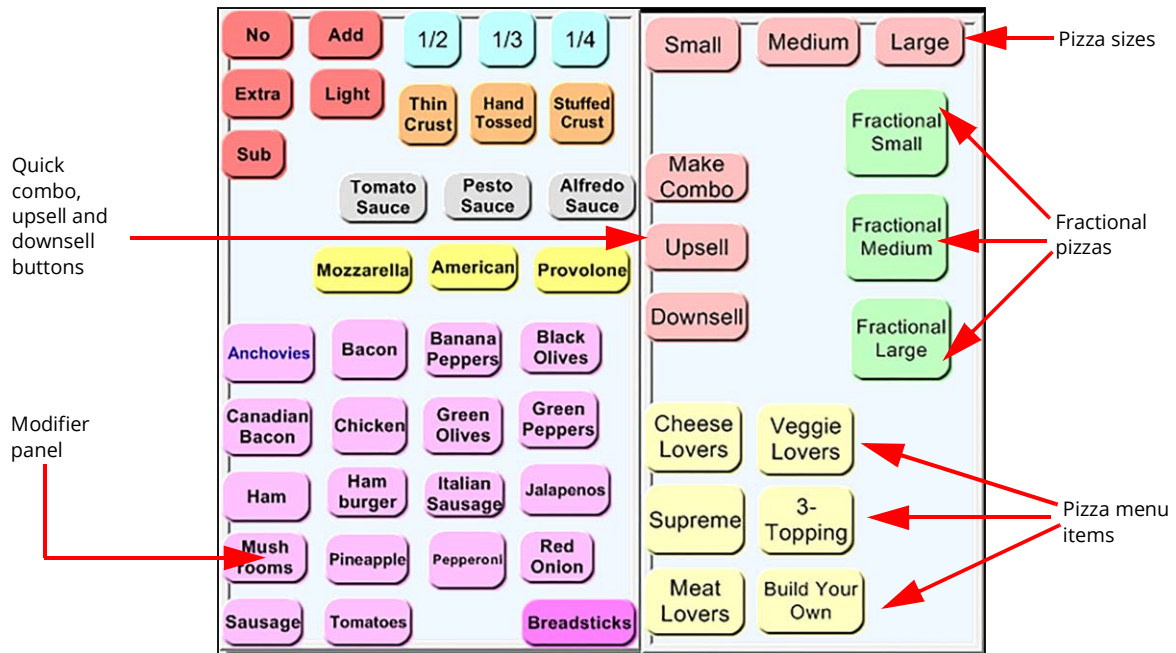 No
Add
1/2
1/3
1/4
Extra
Light
Thin
Crust
Hand
Tossed
Stuffed
Crust
Sub
Tomato
Sauce
Pesto
Sauce
Alfredo
Sauce
Mozzarella
American
Provolone
Anchovies
Bacon
Banana
Peppers
Black
Olives
Canadian
Bacon
Chicken
Green
Olives
Green
Peppers
Ham
Ham
burger
Italian
Sausage
Jalapenos
Mush
rooms
Pineapple
Pepperoni
Red
Onion
Sausage
Tomatoes
Breadsticks
Small
Medium
Large
Fractional
Small
Make
Combo
Fractional
Medium
Upsell
Downsell
Fractional
Large
Cheese
Lovers
Veggie
Lovers
Supreme
3-
Topping
Meat
Lovers
Build Your
Own
Quick
combo,
upsell and
downsell
buttons
Modifier
panel
Pizza sizes
Fractional
pizzas
Pizza menu
items